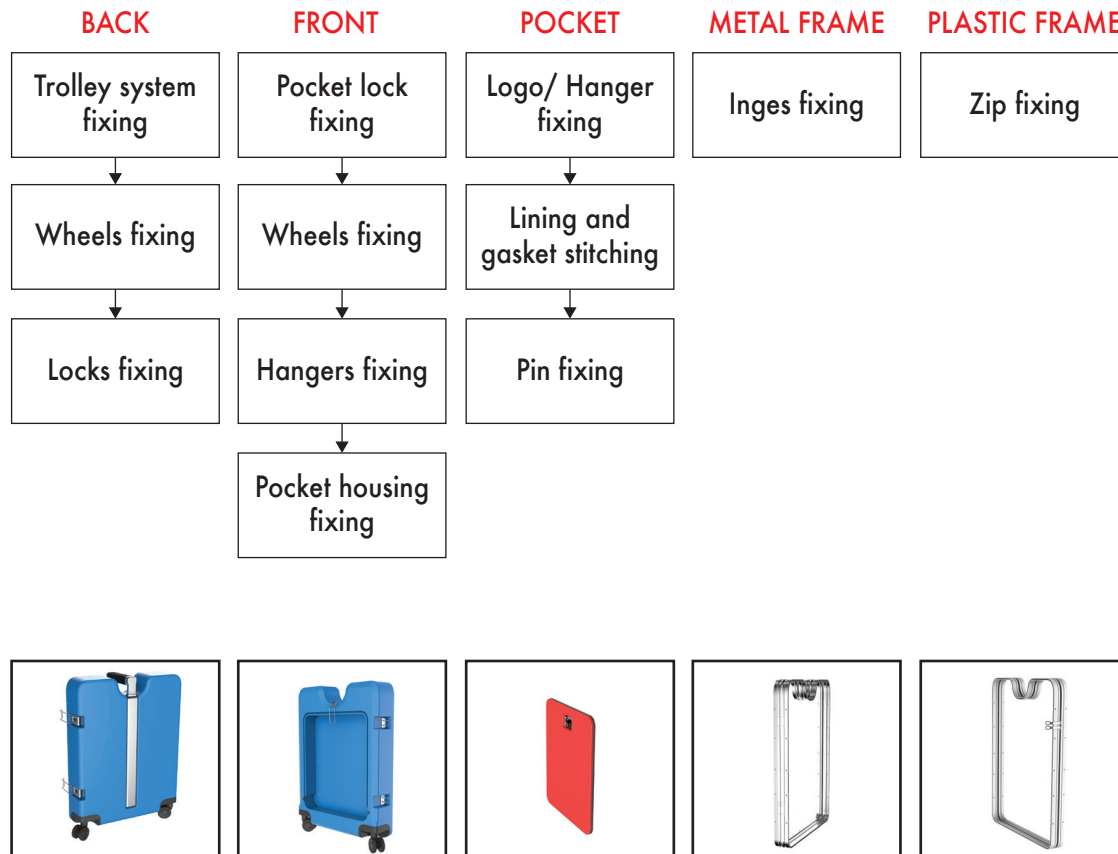 BACK
FRONT
POCKET
METAL FRAME
PLASTIC FRAME
Trolley system
fixing
Pocket lock
fixing
Logo/ Hanger
fixing
Inges fixing
Zip fixing
Wheels fixing
Wheels fixing
Lining and
gasket stitching
Locks fixing
Hangers fixing
Pin fixing
Pocket housing
fixing